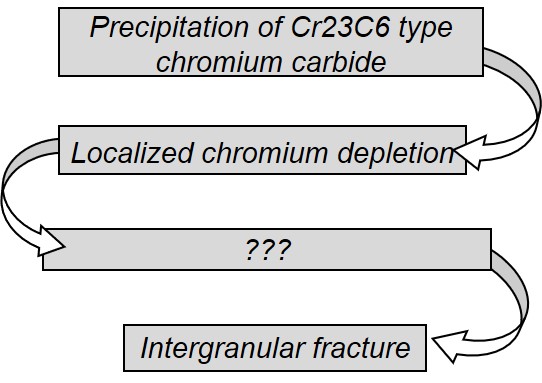 Precipitation of Cr23C6 type
chromium carbide
Localized chromium depletion
???
Intergranular fracture